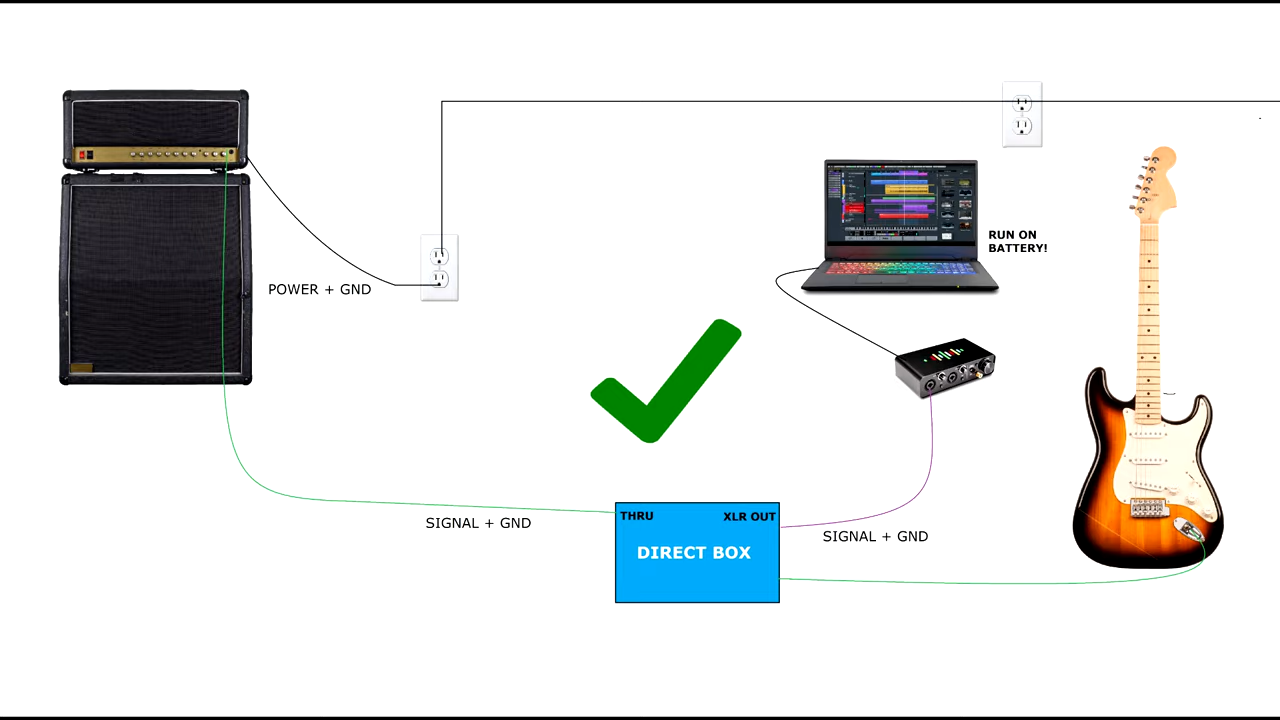 RUN ON
BATTERY!
POWER + GND
THRU
XLR OUT
SIGNAL + GND
SIGNAL + GND
DIRECT BOX